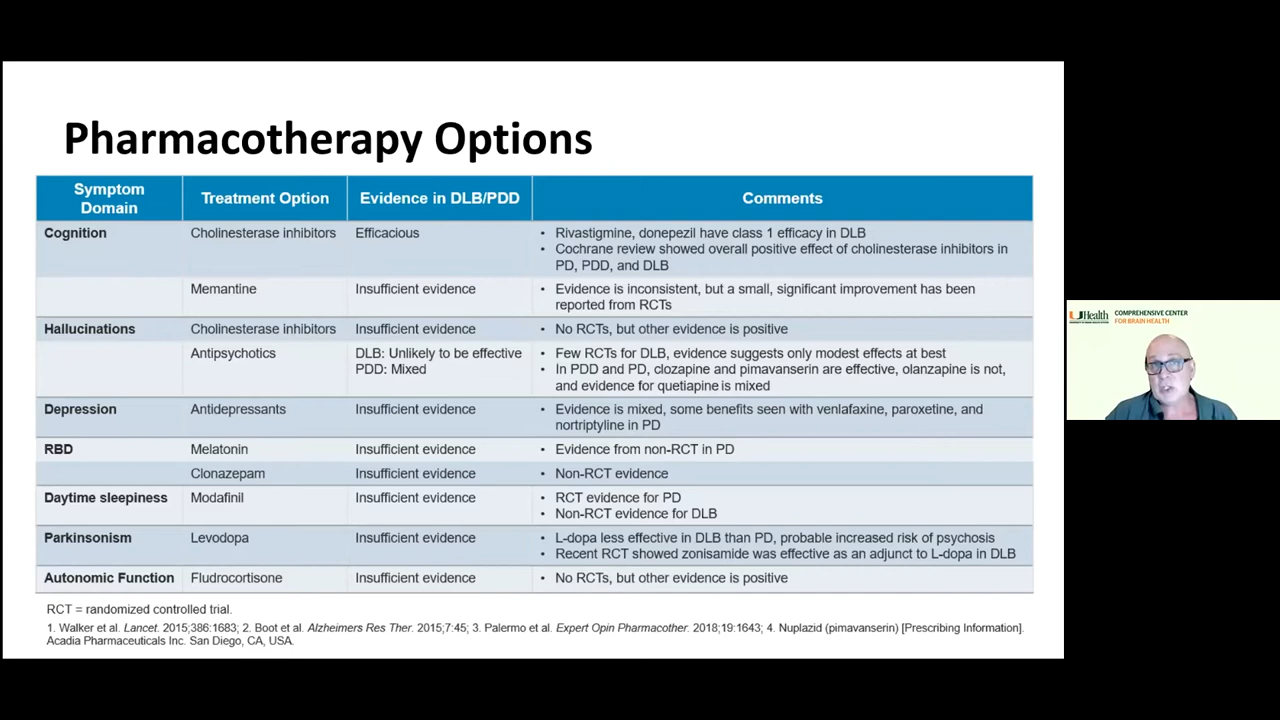 Pharmacotherapy Options
Symptom
Domain
Treatment Option
Evidence in DLB/PDD
Comments
Cognition
Cholinesterase inhibitors
Efficacious
• Rivastigmine, donepezil have class 1 efficacy in DLB
• Cochrane review showed overall positive effect of cholinesterase inhibitors in
PD, PDD, and DLB
Memantine
Insufficient evidence
• Evidence is inconsistent, but a small, significant improvement has been
reported from RCTs
Hallucinations
Cholinesterase inhibitors
Insufficient evidence
• No RCTs, but other evidence is positive
Antipsychotics
DLB: Unlikely to be effective
PDD: Mixed
• Few RCTs for DLB, evidence suggests only modest effects at best
• In PDD and PD, clozapine and pimavanserin are effective, olanzapine is not,
and evidence for quetiapine is mixed
Depression
Antidepressants
Insufficient evidence
• Evidence is mixed, some benefits seen with venlafaxine, paroxetine, and
nortriptyline in PD
RBD
Melatonin
Insufficient evidence
• Evidence from non-RCT in PD
Clonazepam
Insufficient evidence
• Non-RCT evidence
Daytime sleepiness
Modafinil
Insufficient evidence
• RCT evidence for PD
• Non-RCT evidence for DLB
Parkinsonism
Levodopa
Insufficient evidence
• L-dopa less effective in DLB than PD, probable increased risk of psychosis
• Recent RCT showed zonisamide was effective as an adjunct to L-dopa in DLB
Autonomic Function
Fludrocortisone
Insufficient evidence
• No RCTs, but other evidence is positive
RCT = randomized controlled trial.
1. Walker et al. Lancet. 2015;386:1683; 2. Boot et al. Alzheimers Res Ther. 2015;7:45; 3. Palermo et al. Expert Opin Pharmacother. 2018;19:1643; 4. Nuplazid (pimavanserin) [Prescribing Information].
Acadia Pharmaceuticals Inc. San Diego, CA, USA.
UHealth
COMPREHENSIVE CENTER
FOR BRAIN HEALTH